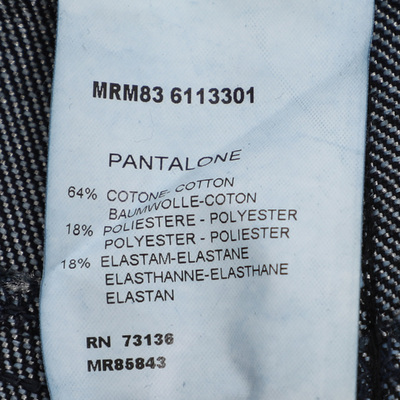 MRM83 6113301
PANTALONE
64% COTONE-COTTON
BAUMWOLLE-COTON
18% POLIESTERE - POLYESTER
POLYESTER - POLIESTER
18% ELASTAM-ELASTANE
ELASTHANNE-ELASTHANE
ELASTAN
RN 73136
MR85843